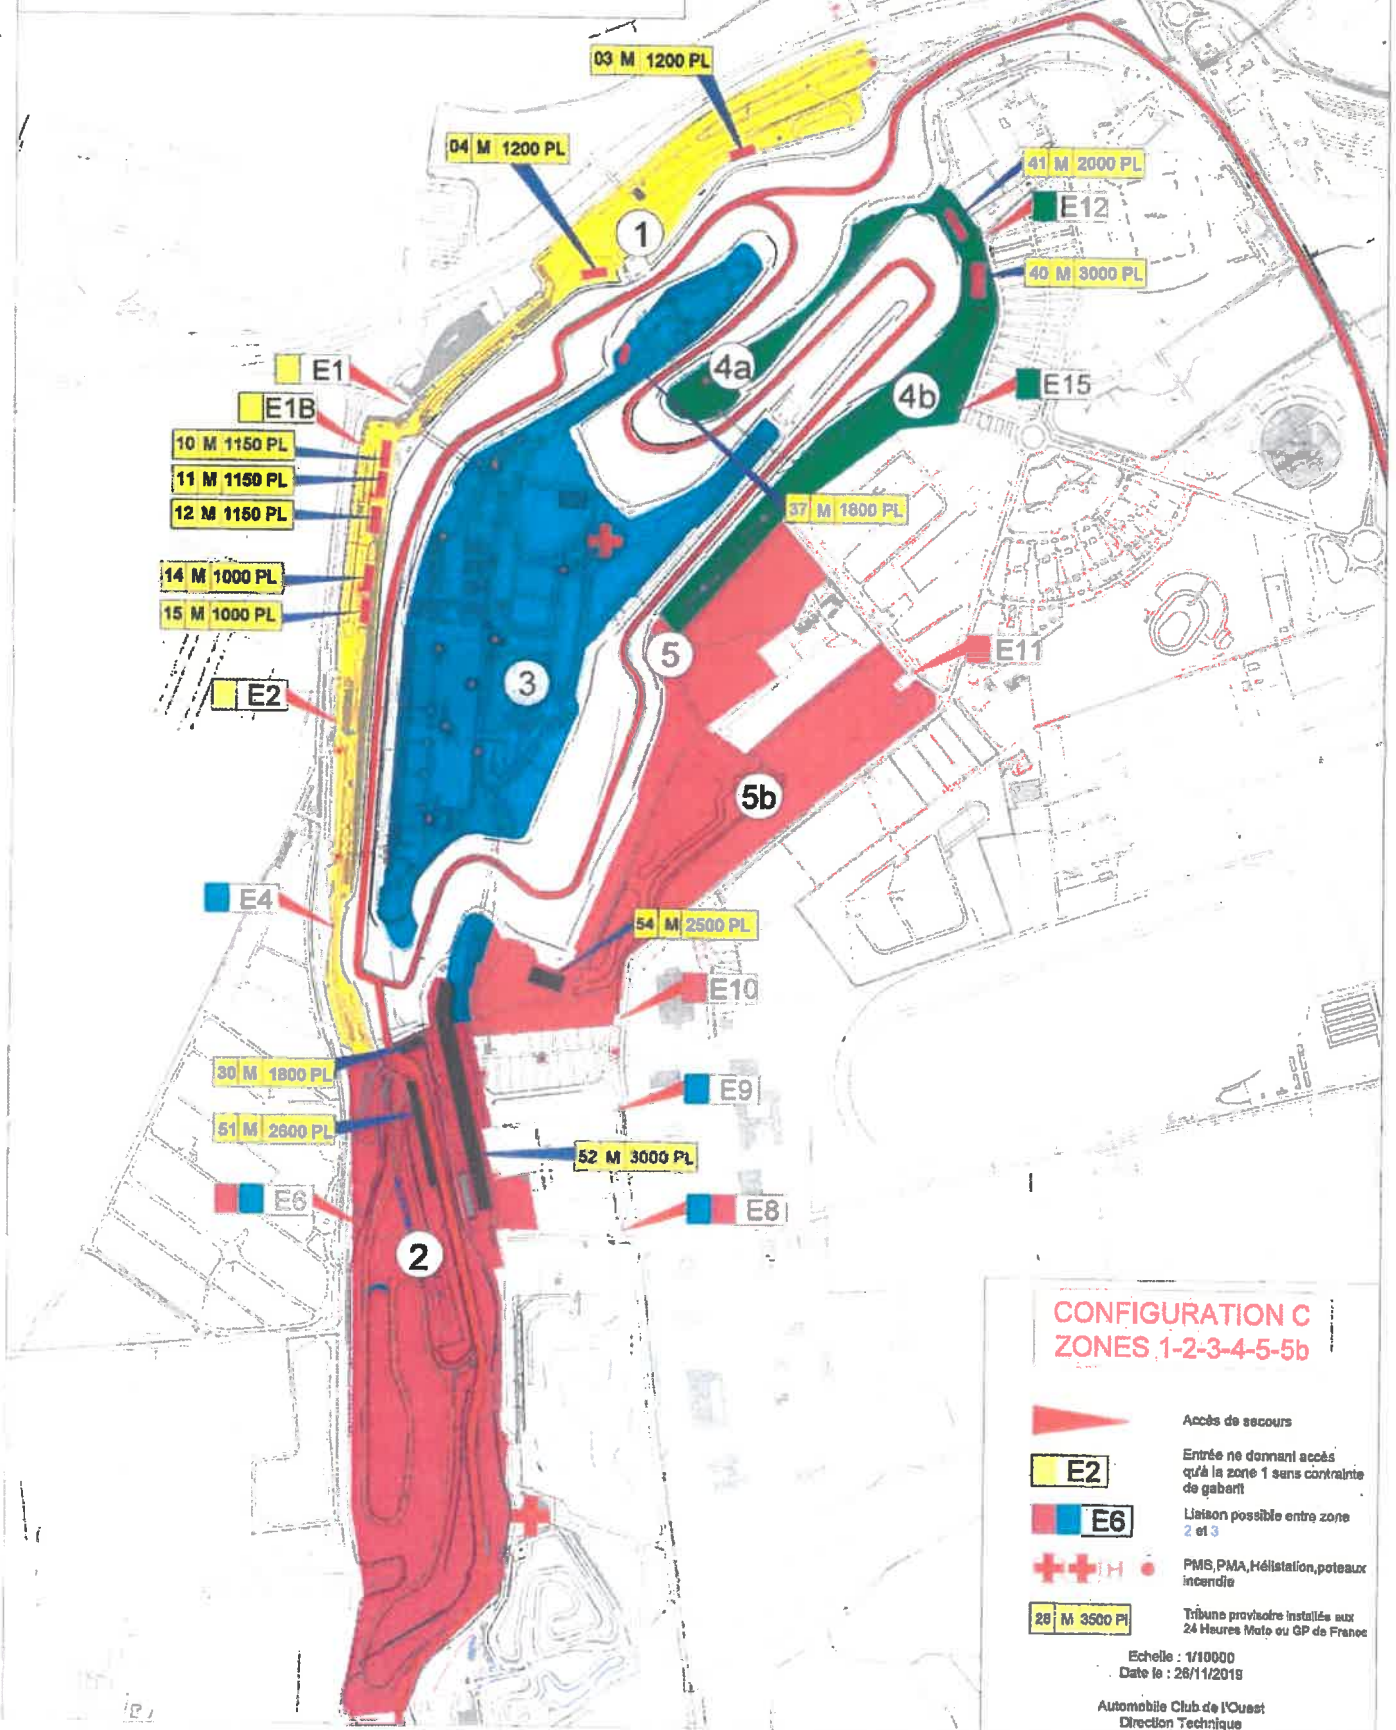 03 M 1200 PL
04 M 1200 PL
41 M 2000 PL
E12
1
40 M 3000 PL
E1
4a
E15
4b
E1B
10 M 1150 PL
11 M 1150 PL
12 M 1150 PL
37 M 1800 PL
14 M 1000 PL
15 M 1000 PL
5
E11
3
E2
5b
E4
54 M 2500 PL
E10
30 M 1800 PL
E9
51 M 2600 PL
52 M 3000 PL
E6
E8
2
CONFIGURATION C
ZONES 1-2-3-4-5-5b
Accès de secours
E2
Entrée ne donnant accès
qu'à la zone 1 sans contrainte
de gabarit
E6
Liaison possible entre zone
2 et 3
H
PMS,PMA,Hélistation,poteaux
incendie
28 M 3500 Pl
Tribune provisoire installée aux
24 Heures Moto ou GP de France
Echelle : 1/10000
Date le : 26/11/2019
Automobile Club de l'Ouest
Direction Technique